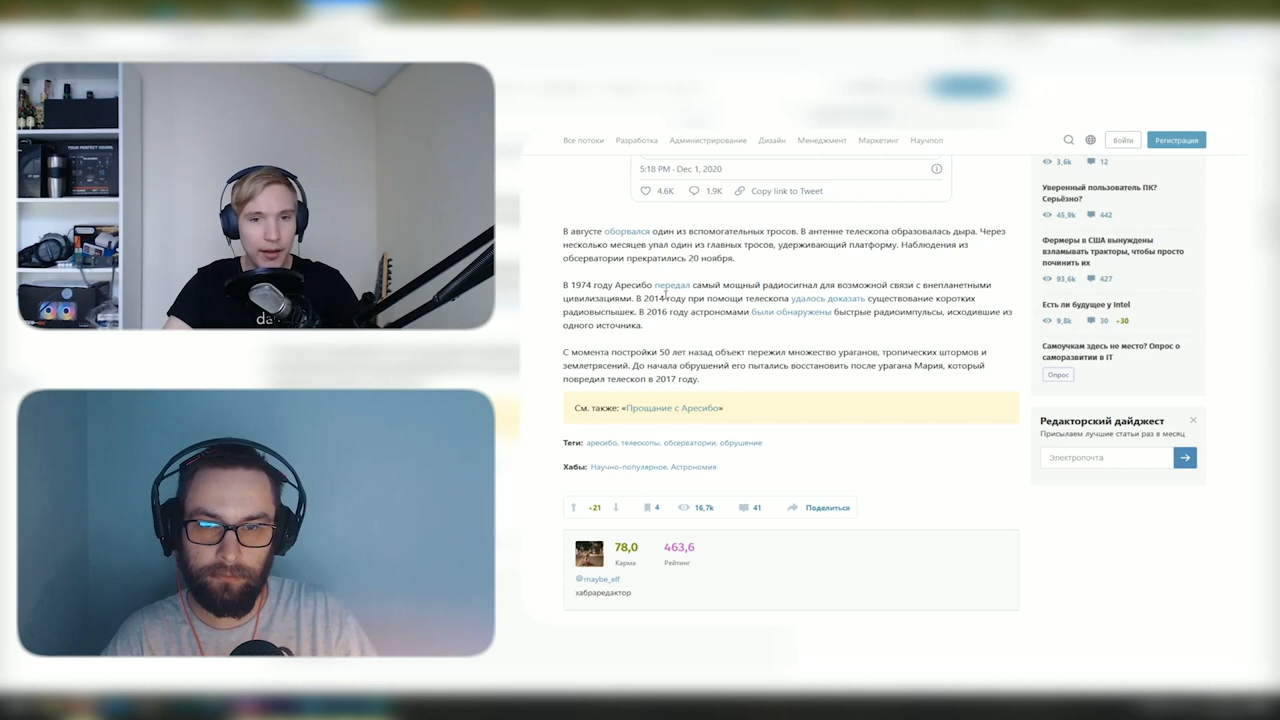 YOUR PERFECT SOUND.
da
Все потоки Разработка Администрирование Дизайн Менеджмент Маркетинг Научпоп
Войти
Регистрация
5:18 PM · Dec 1, 2020
4.6K 1.9K Copy link to Tweet
В августе оборвался один из вспомогательных тросов. В антенне телескопа образовалась дыра. Через
несколько месяцев упал один из главных тросов, удерживающий платформу. Наблюдения из
обсерватории прекратились 20 ноября.
В 1974 году Аресибо передал самый мощный радиосигнал для возможной связи с внепланетными
цивилизациями. В 2014 году при помощи телескопа удалось доказать существование коротких
радиовспышек. В 2016 году астрономами были обнаружены быстрые радиоимпульсы, исходившие из
одного источника.
С момента постройки 50 лет назад объект пережил множество ураганов, тропических штормов и
землетрясений. До начала обрушений его пытались восстановить после урагана Мария, который
повредил телескоп в 2017 году.
См. также: «Прощание с Аресибо»
Теги: аресибо, телескопы, обсерватории, обрушение
Хабы: Научно-популярное, Астрономия
+21 4 16,7k 41 Поделиться
78,0 463,6
Карма Рейтинг
@maybe_elf
хабраредактор
3,6k 12
Уверенный пользователь ПК?
Серьёзно?
45,9k 442
Фермеры в США вынуждены
взламывать тракторы, чтобы просто
починить их
93,6k 427
Есть ли будущее у Intel
9,8k 30 +30
Самоучкам здесь не место? Опрос о
саморазвитии в IT
Опрос
Редакторский дайджест
Присылаем лучшие статьи раз в месяц
Электропочта